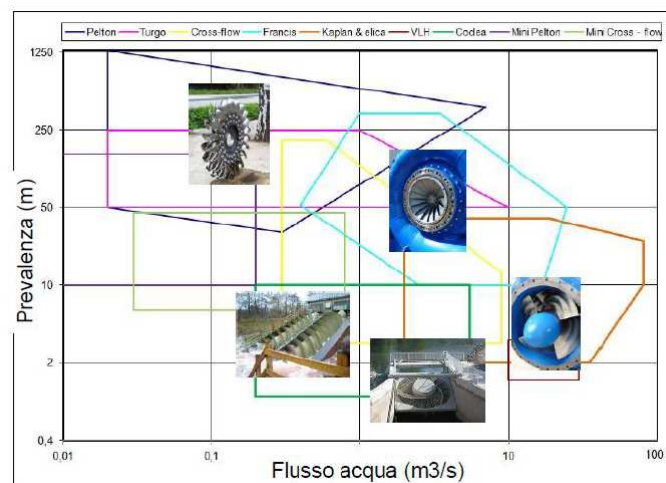 Pelton Turgo Cross-flow Francis Kaplan & elica VLH Codea Mini Pelton Mini Cross - flow
1250
250
50
10
2
0,4
Prevalenza (m)
0,01 0,1 10 100
Flusso acqua (m3/s)